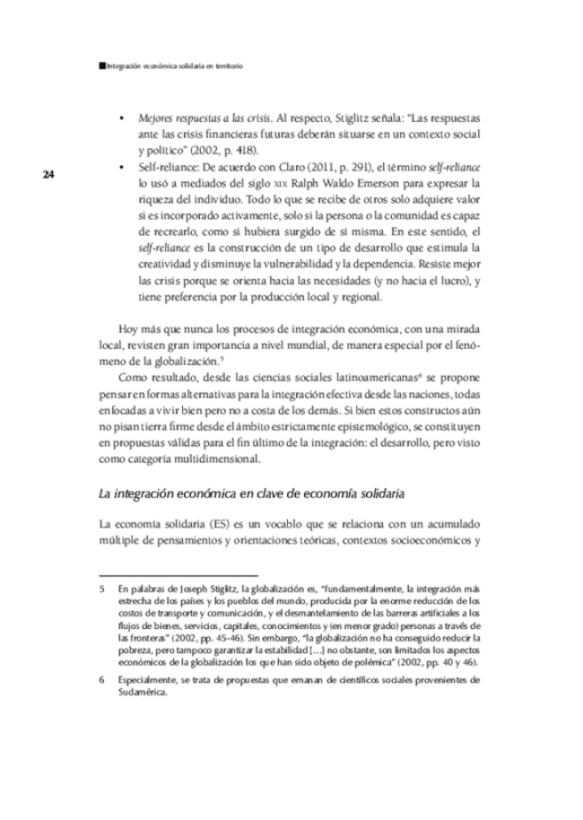 Integración económica solidaria en territorio
• Mejores respuestas a las crisis. Al respecto, Stiglitz señala: “Las respuestas
ante las crisis financieras futuras deberán situarse en un contexto social
y político” (2002, p. 418).
24
• Self-reliance: De acuerdo con Claro (2011, p. 291), el término self-reliance
lo usó a mediados del siglo XIX Ralph Waldo Emerson para expresar la
riqueza del individuo. Todo lo que se recibe de otros solo adquiere valor
si es incorporado activamente, solo si la persona o la comunidad es capaz
de recrearlo, como si hubiera surgido de sí misma. En este sentido, el
self-reliance es la construcción de un tipo de desarrollo que estimula la
creatividad y disminuye la vulnerabilidad y la dependencia. Resiste mejor
las crisis porque se orienta hacia las necesidades (y no hacia el lucro), y
tiene preferencia por la producción local y regional.
Hoy más que nunca los procesos de integración económica, con una mirada
local, revisten gran importancia a nivel mundial, de manera especial por el fenó-
meno de la globalización.⁵
Como resultado, desde las ciencias sociales latinoamericanas⁶ se propone
pensar en formas alternativas para la integración efectiva desde las naciones, todas
enfocadas a vivir bien pero no a costa de los demás. Si bien estos constructos aún
no pisan tierra firme desde el ámbito estrictamente epistemológico, se constituyen
en propuestas válidas para el fin último de la integración: el desarrollo, pero visto
como categoría multidimensional.
La integración económica en clave de economía solidaria
La economía solidaria (ES) es un vocablo que se relaciona con un acumulado
múltiple de pensamientos y orientaciones teóricas, contextos socioeconómicos y
5 En palabras de Joseph Stiglitz, la globalización es, “fundamentalmente, la integración más
estrecha de los países y los pueblos del mundo, producida por la enorme reducción de los
costos de transporte y comunicación, y el desmantelamiento de las barreras artificiales a los
flujos de bienes, servicios, capitales, conocimientos y (en menor grado) personas a través de
las fronteras” (2002, pp. 45-46). Sin embargo, “la globalización no ha conseguido reducir la
pobreza, pero tampoco garantizar la estabilidad […] no obstante, son limitados los aspectos
económicos de la globalización los que han sido objeto de polémica” (2002, pp. 40 y 46).
6 Especialmente, se trata de propuestas que emanan de científicos sociales provenientes de
Sudamérica.